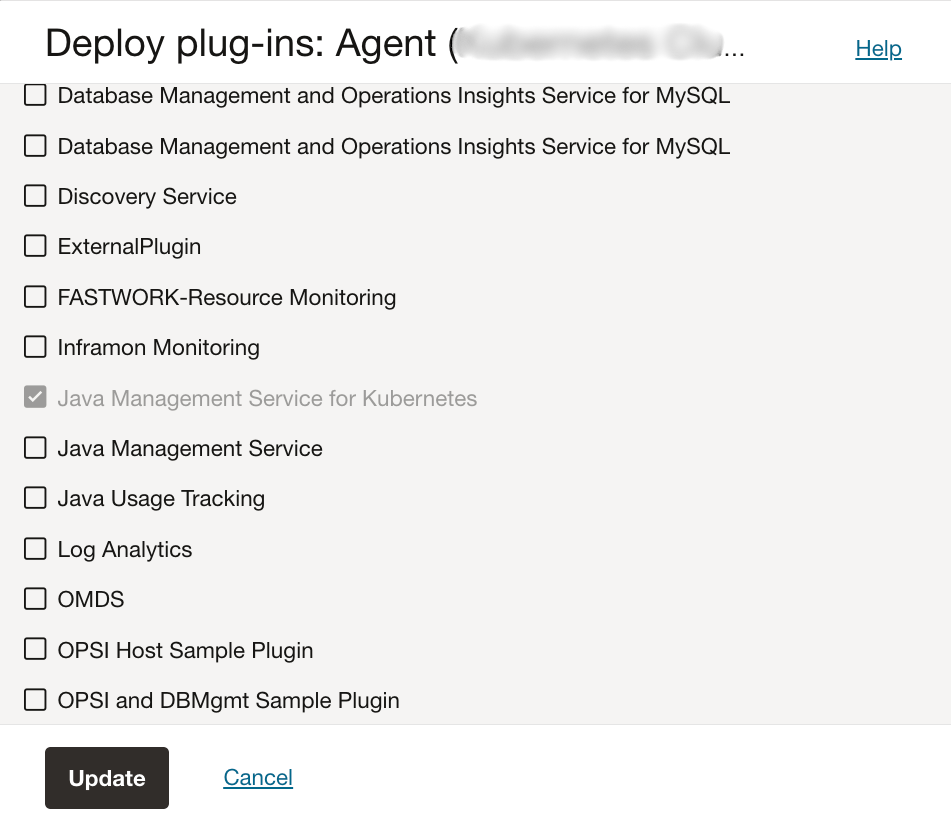 Deploy plug-ins: Agent (...
Help
Database Management and Operations Insights Service for MySQL
Database Management and Operations Insights Service for MySQL
Discovery Service
ExternalPlugin
FASTWORK-Resource Monitoring
Inframon Monitoring
Java Management Service for Kubernetes
Java Management Service
Java Usage Tracking
Log Analytics
OMDS
OPSI Host Sample Plugin
OPSI and DBMgmt Sample Plugin
Update
Cancel